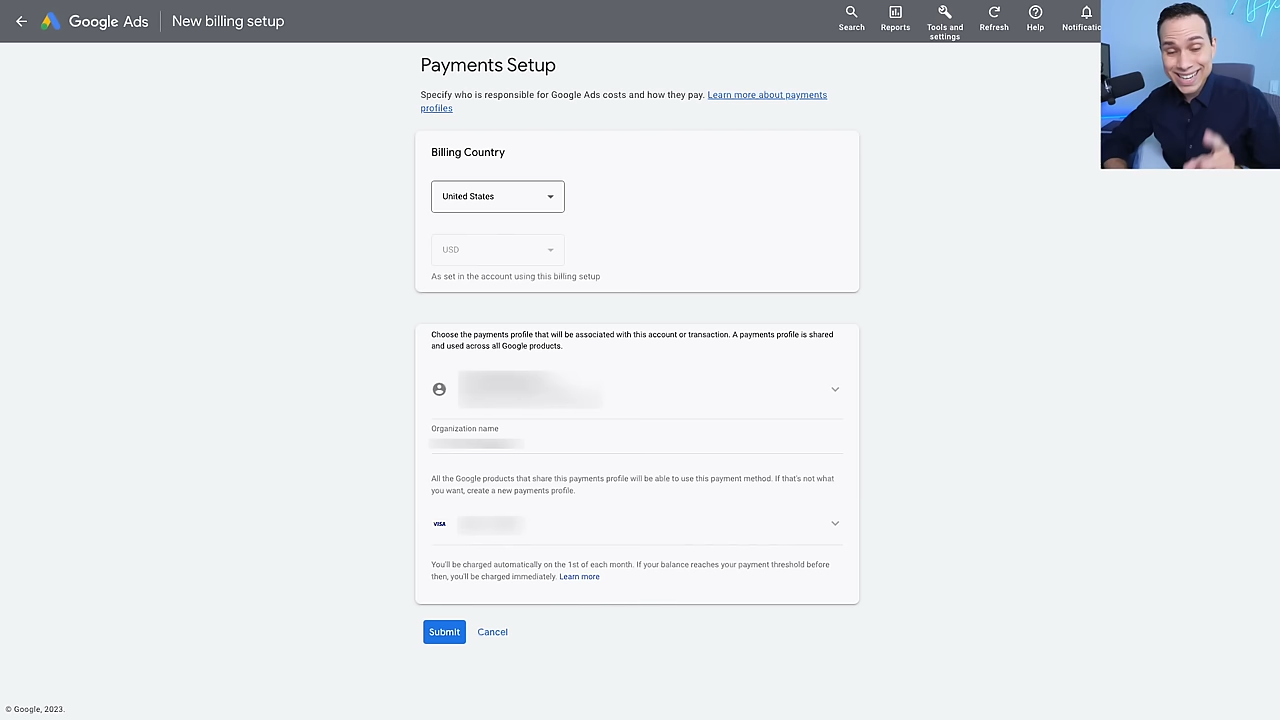 Google Ads
New billing setup
Search
Reports
Tools and
settings
Refresh
Help
Payments Setup
Specify who is responsible for Google Ads costs and how they pay. Learn more about payments
profiles
Billing Country
United States
USD
As set in the account using this billing setup
Choose the payments profile that will be associated with this account or transaction. A payments profile is shared
and used across all Google products.
Organization name
All the Google products that share this payments profile will be able to use this payment method. If that's not what
you want, create a new payments profile.
VISA
You'll be charged automatically on the 1st of each month. If your balance reaches your payment threshold before
then, you'll be charged immediately. Learn more
Submit
Cancel
© Google, 2023.